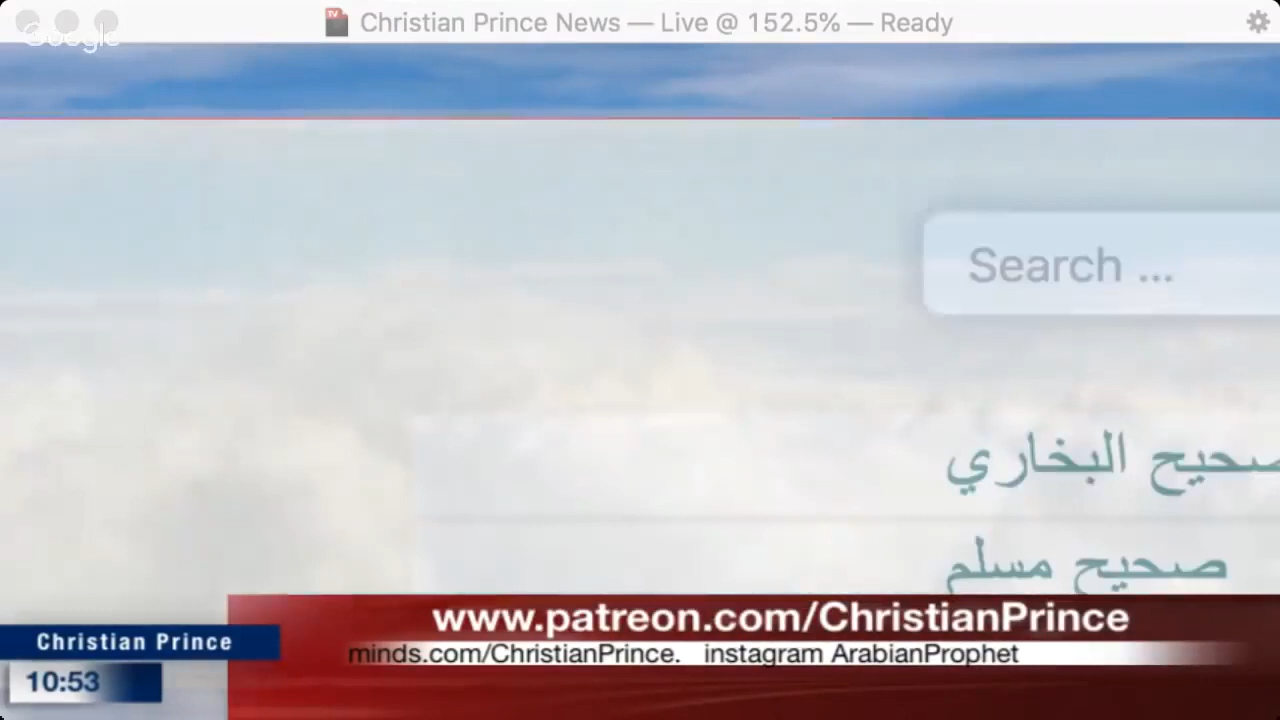 Christian Prince News — Live @ 152.5% — Ready
Google
Search ...
صحيح البخاري
صحيح مسلم
www.patreon.com/ChristianPrince
Christian Prince
minds.com/ChristianPrince. instagram ArabianProphet
10:53